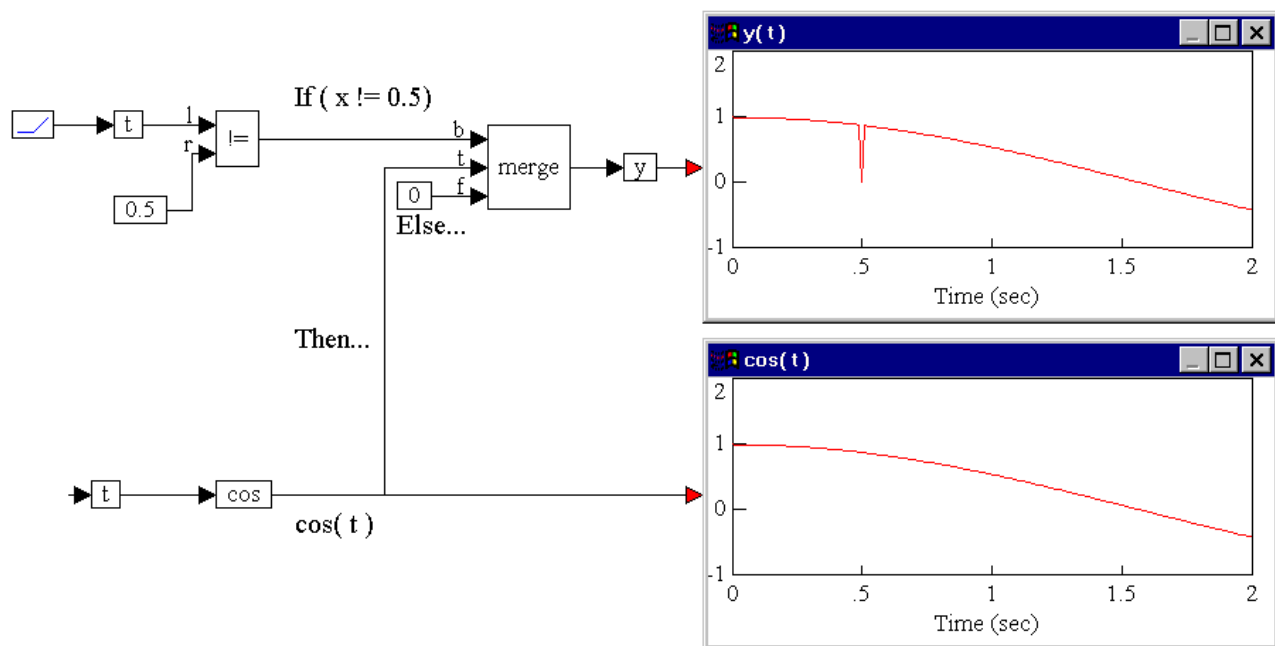 If ( x != 0.5)
t
l
r
!=
0.5
b
t
f
0
merge
y
Else...
Then...
t
cos
cos( t )
y(t)
2
1
0
-1
0
.5
1
1.5
2
Time (sec)
cos(t)
2
1
0
-1
0
.5
1
1.5
2
Time (sec)